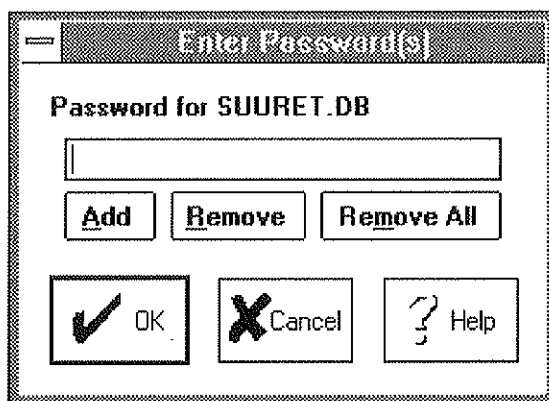 Enter Password(s)
Password for SUURET.DB
Add Remove Remove All
OK Cancel Help